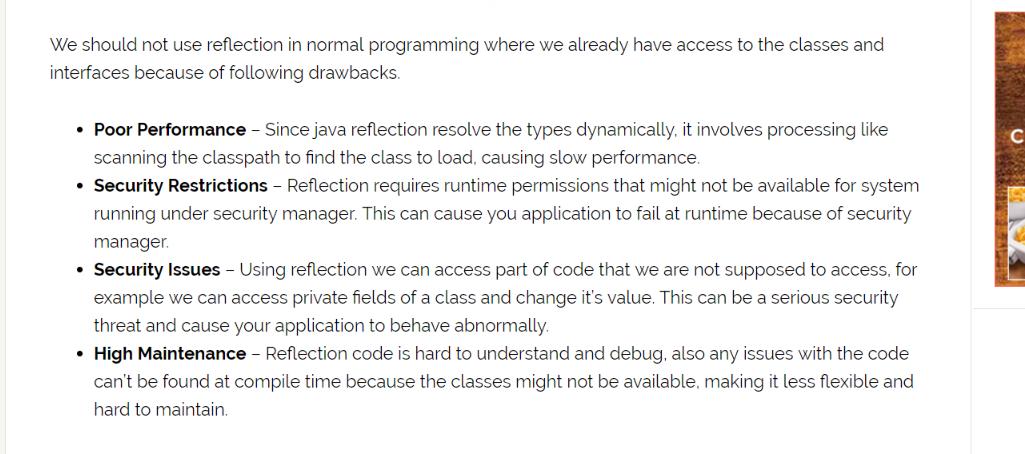 We should not use reflection in normal programming where we already have access to the classes and
interfaces because of following drawbacks.
• Poor Performance – Since java reflection resolve the types dynamically, it involves processing like
scanning the classpath to find the class to load, causing slow performance.
• Security Restrictions – Reflection requires runtime permissions that might not be available for system
running under security manager. This can cause you application to fail at runtime because of security
manager.
• Security Issues – Using reflection we can access part of code that we are not supposed to access, for
example we can access private fields of a class and change it’s value. This can be a serious security
threat and cause your application to behave abnormally.
• High Maintenance – Reflection code is hard to understand and debug, also any issues with the code
can’t be found at compile time because the classes might not be available, making it less flexible and
hard to maintain.